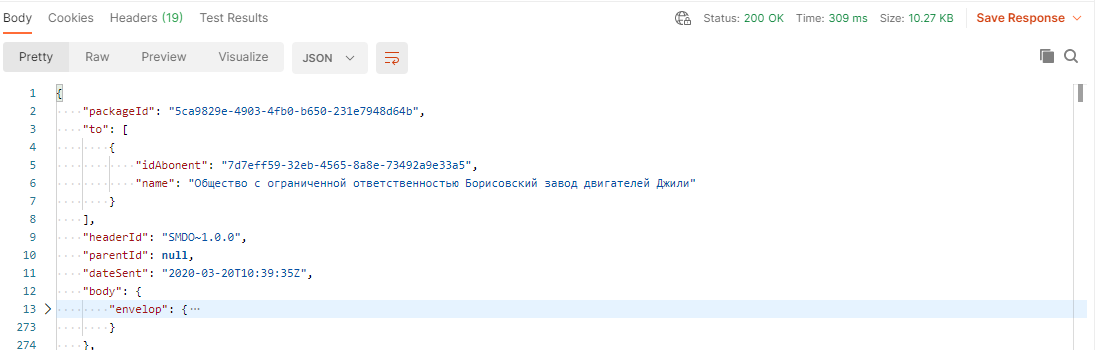 Body Cookies Headers (19) Test Results Status: 200 OK Time: 309 ms Size: 10.27 KB Save Response
Pretty Raw Preview Visualize JSON
1 {
2 "packageId": "5ca9829e-4903-4fb0-b650-231e7948d64b",
3 "to": [
4 {
5 "idAbonent": "7d7eff59-32eb-4565-8a8e-73492a9e33a5",
6 "name": "Общество с ограниченной ответственностью Борисовский завод двигателей Джили"
7 }
8 ],
9 "headerId": "SMDO~1.0.0",
10 "parentId": null,
11 "dateSent": "2020-03-20T10:39:35Z",
12 "body": {
13 "envelop": {⋯
273 }
274 },